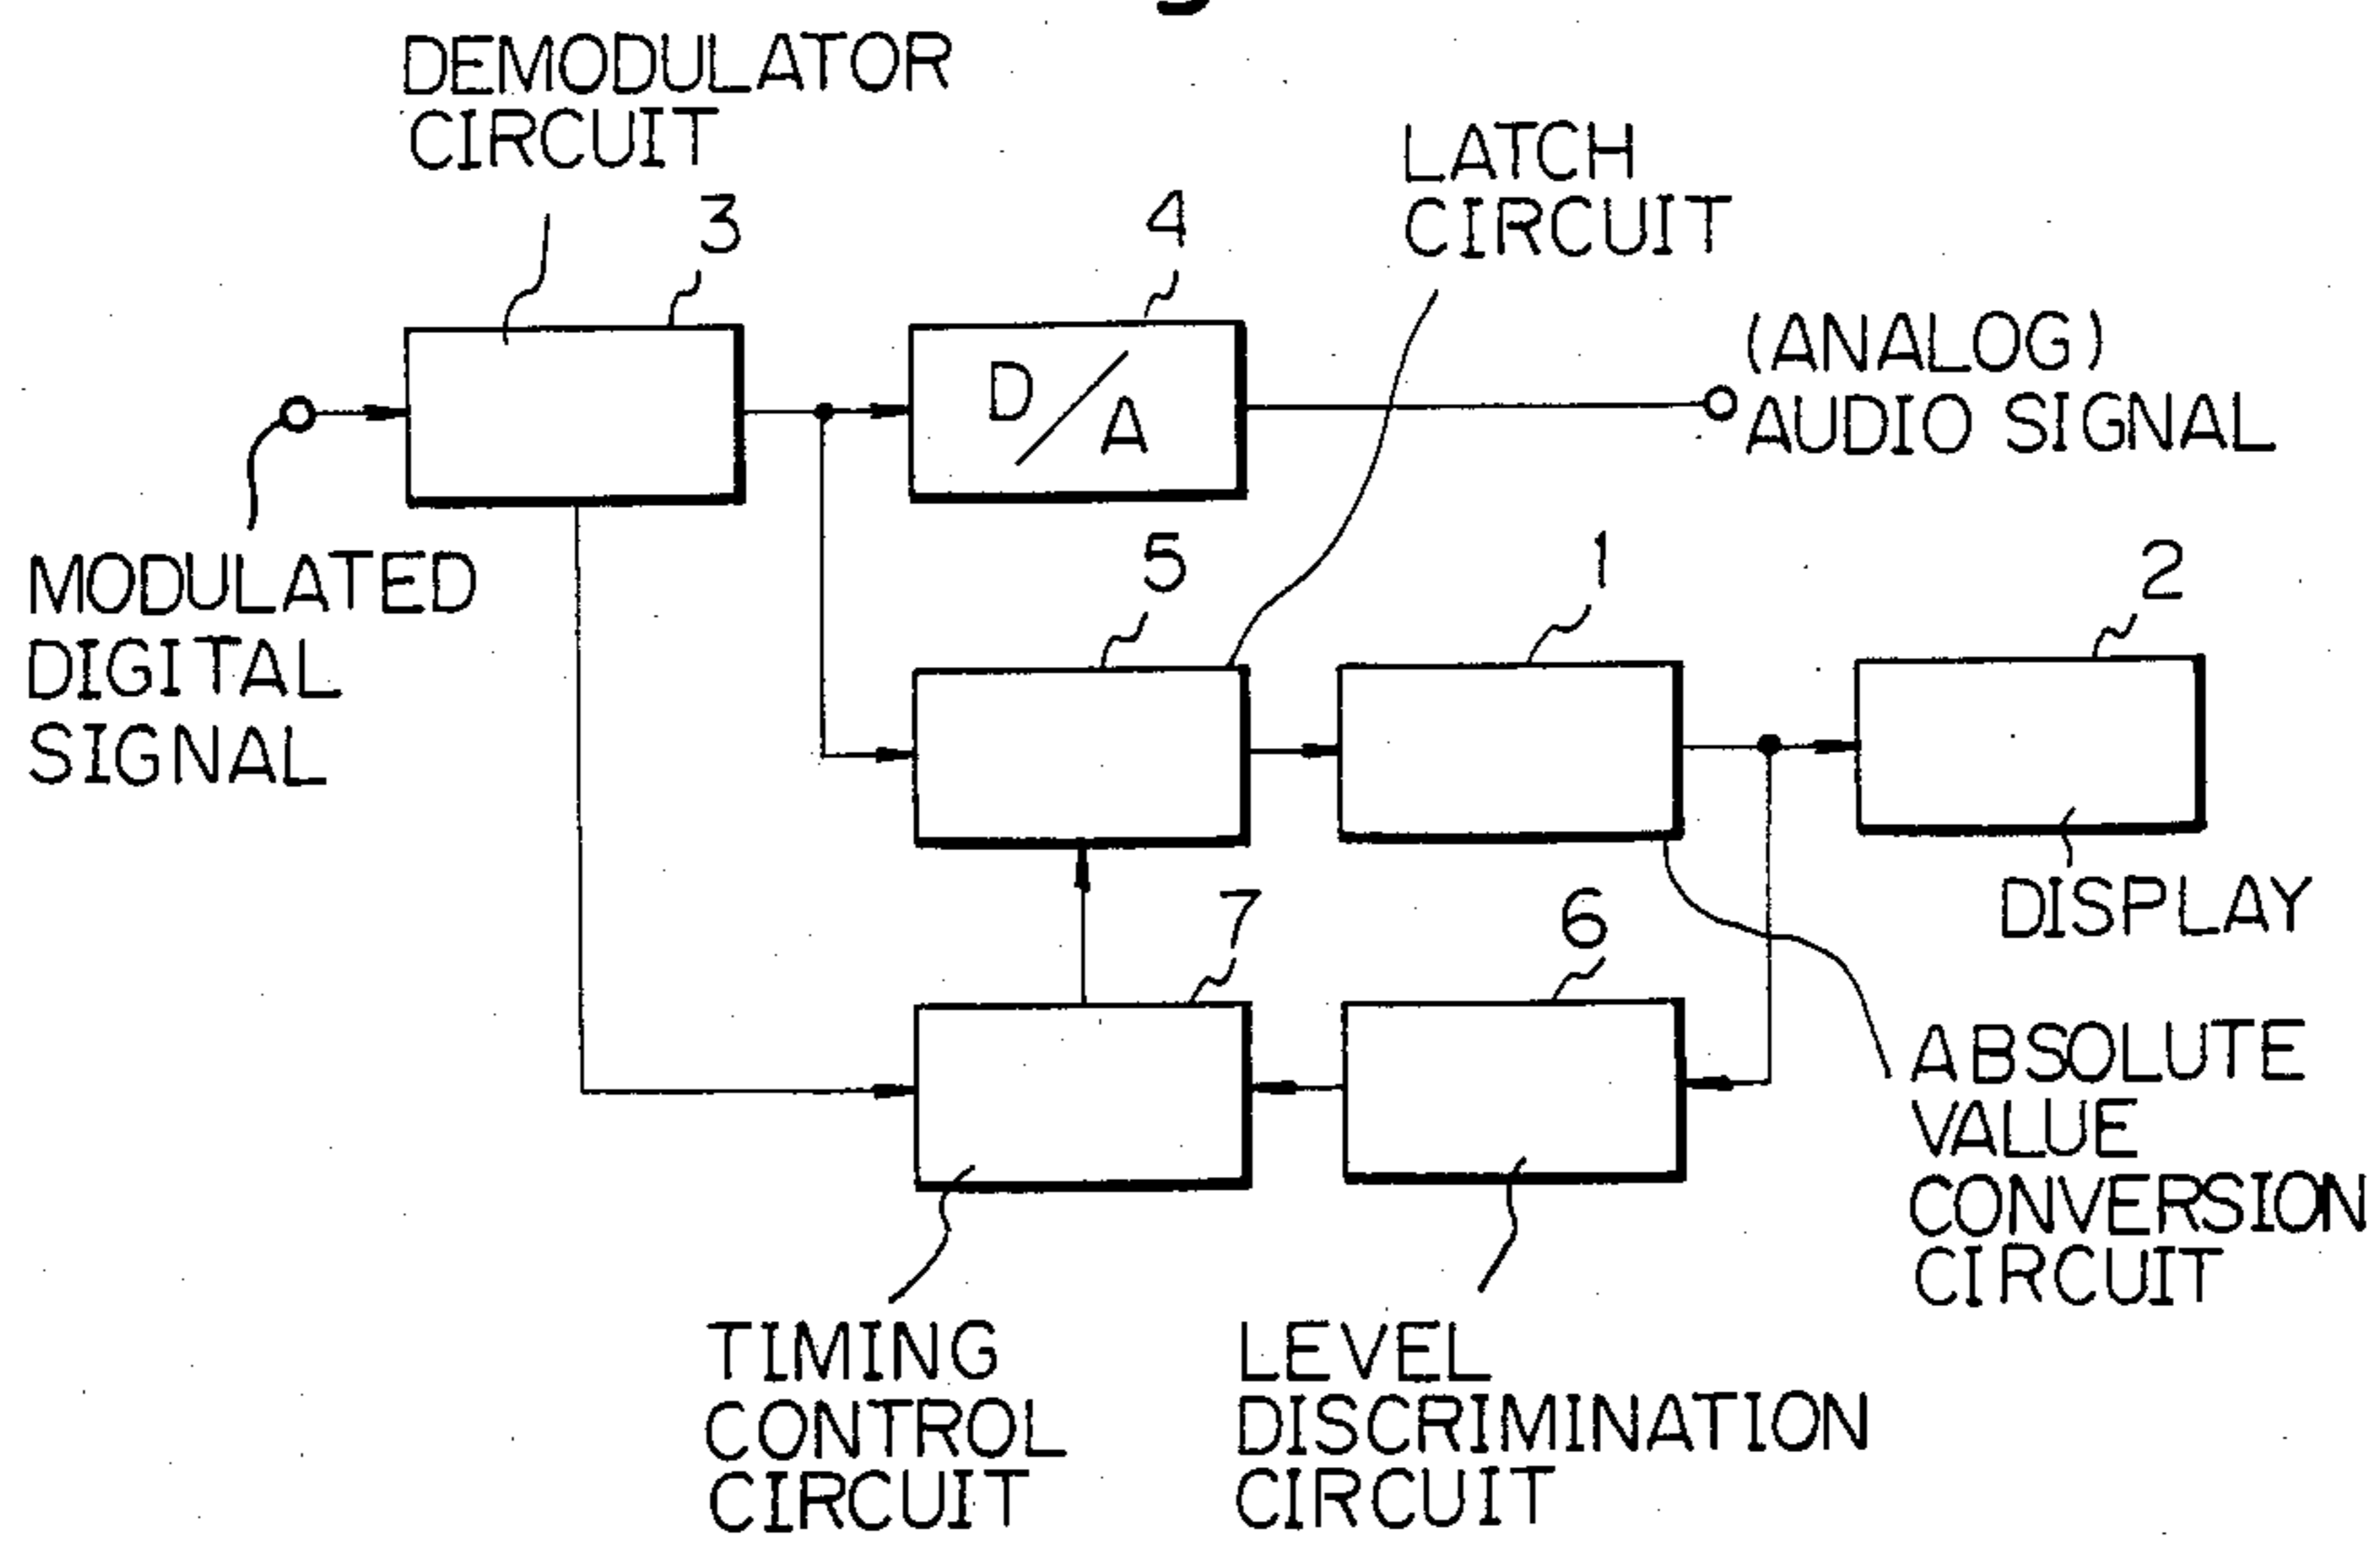 DEMODULATOR
CIRCUIT
3
4
LATCH
CIRCUIT
D/A
(ANALOG)
AUDIO SIGNAL
MODULATED
DIGITAL
SIGNAL
5
1
2
DISPLAY
7
6
ABSOLUTE
VALUE
CONVERSION
CIRCUIT
TIMING
CONTROL
CIRCUIT
LEVEL
DISCRIMINATION
CIRCUIT